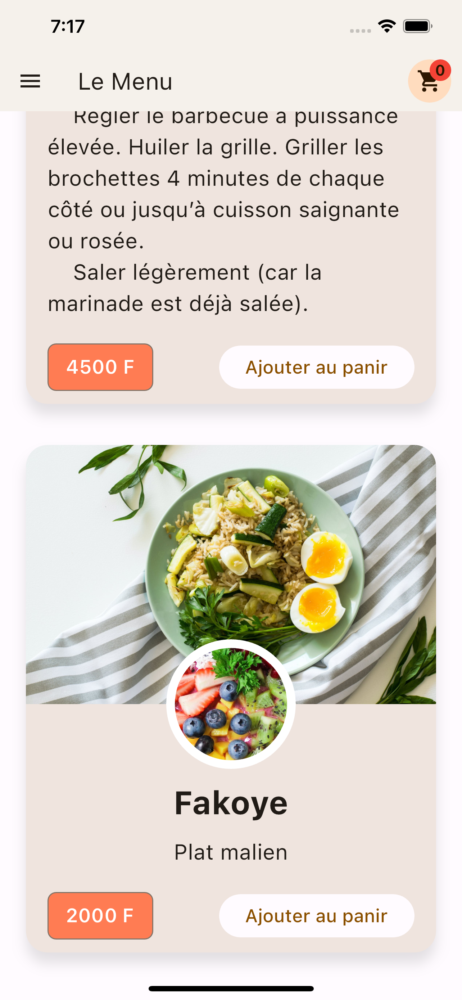 7:17
Le Menu
0
Régler le barbecue à puissance
élevée. Huiler la grille. Griller les
brochettes 4 minutes de chaque
côté ou jusqu’à cuisson saignante
ou rosée.
Saler légèrement (car la
marinade est déjà salée).
4500 F
Ajouter au panir
Fakoye
Plat malien
2000 F
Ajouter au panir